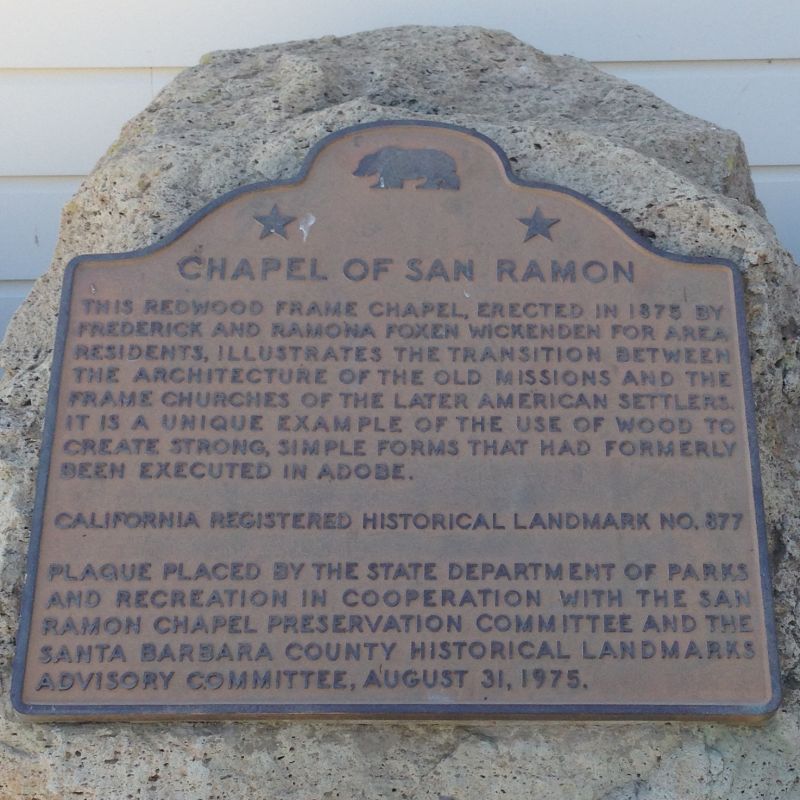 CHAPEL OF SAN RAMON
THIS REDWOOD FRAME CHAPEL, ERECTED IN 1875 BY
FREDERICK AND RAMONA FOXEN WICKENDEN FOR AREA
RESIDENTS, ILLUSTRATES THE TRANSITION BETWEEN
THE ARCHITECTURE OF THE OLD MISSIONS AND THE
FRAME CHURCHES OF THE LATER AMERICAN SETTLERS.
IT IS A UNIQUE EXAMPLE OF THE USE OF WOOD TO
CREATE STRONG, SIMPLE FORMS THAT HAD FORMERLY
BEEN EXECUTED IN ADOBE.
CALIFORNIA REGISTERED HISTORICAL LANDMARK NO. 877
PLAQUE PLACED BY THE STATE DEPARTMENT OF PARKS
AND RECREATION IN COOPERATION WITH THE SAN
RAMON CHAPEL PRESERVATION COMMITTEE AND THE
SANTA BARBARA COUNTY HISTORICAL LANDMARKS
ADVISORY COMMITTEE, AUGUST 31, 1975.